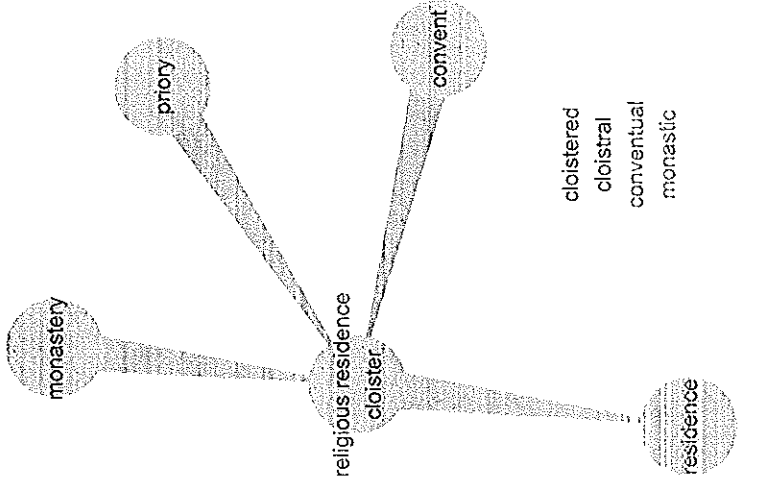 monastery
priory
convent
religious residence
cloister
residence
cloistered
cloistral
conventual
monastic